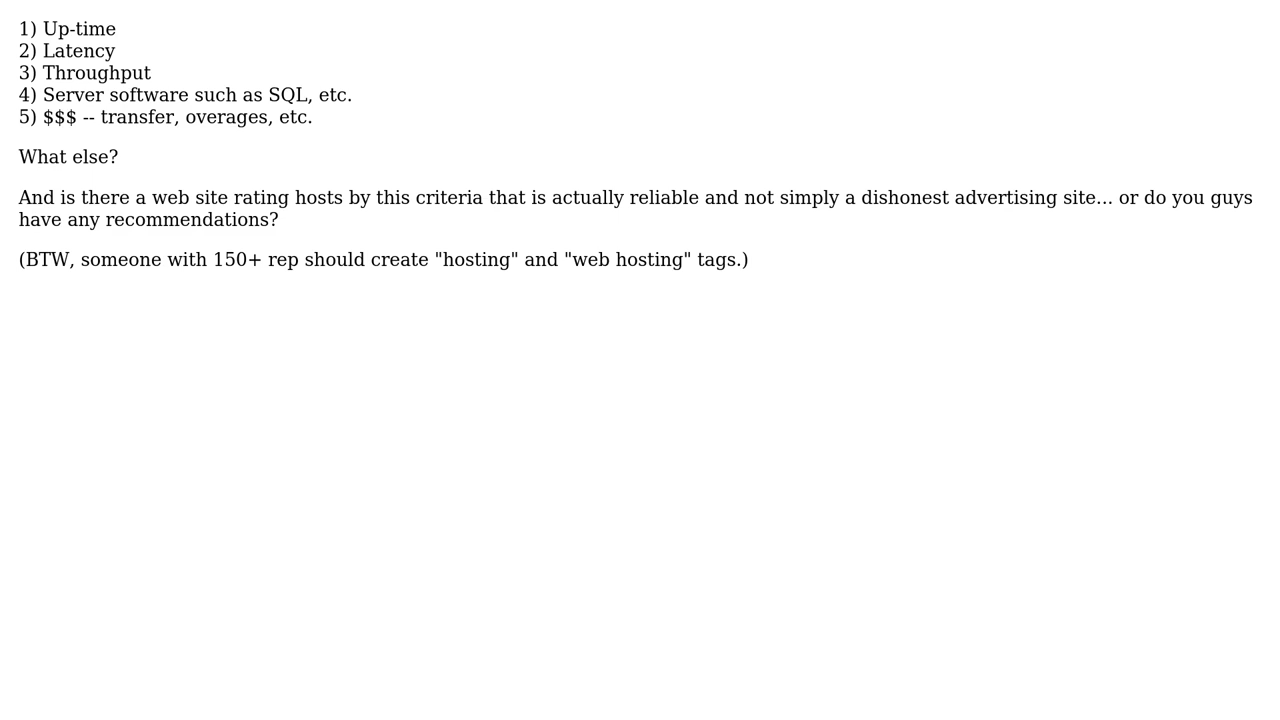 1) Up-time
2) Latency
3) Throughput
4) Server software such as SQL, etc.
5) $$$ -- transfer, overages, etc.
What else?
And is there a web site rating hosts by this criteria that is actually reliable and not simply a dishonest advertising site... or do you guys
have any recommendations?
(BTW, someone with 150+ rep should create "hosting" and "web hosting" tags.)